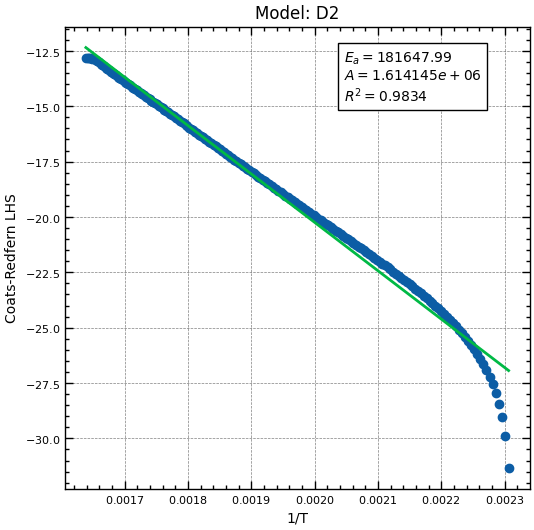 Model: D2
−12.5
−15.0
−17.5
−20.0
−22.5
−25.0
−27.5
−30.0
Coats-Redfern LHS
E_a = 181647.99
A = 1.614145e + 06
R² = 0.9834
0.0017 0.0018 0.0019 0.0020 0.0021 0.0022 0.0023
1/T